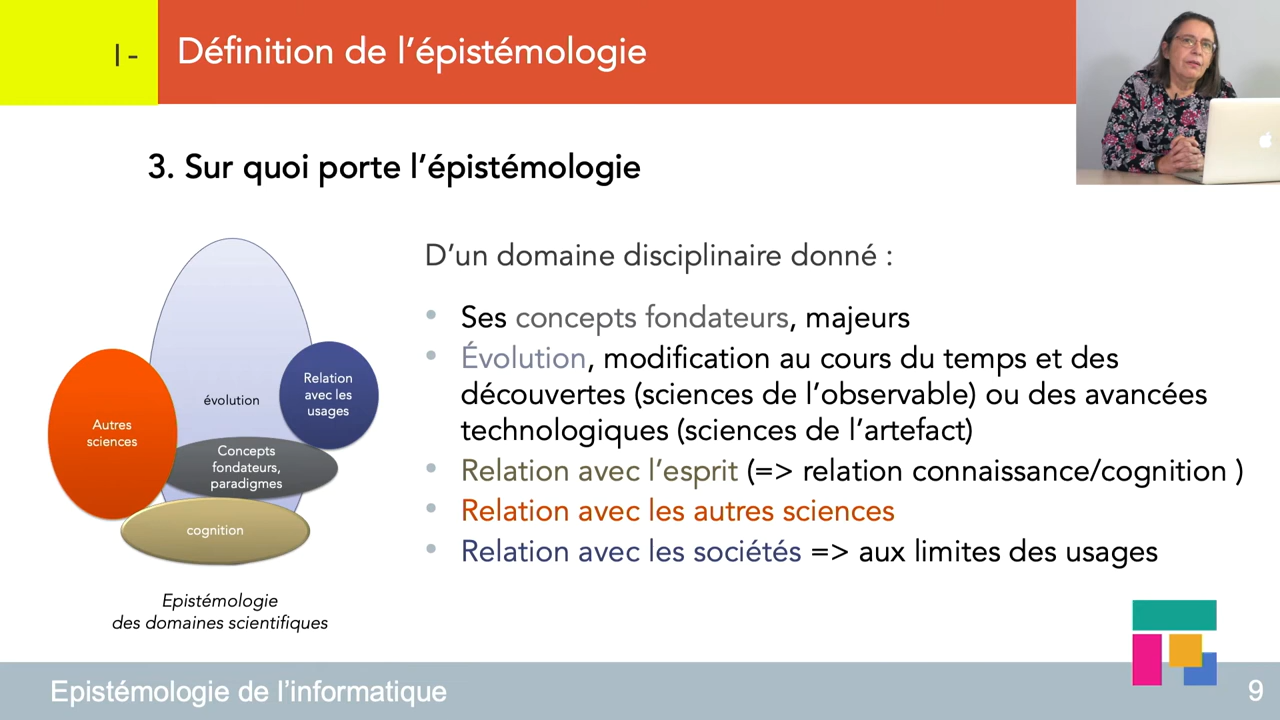 I -
Définition de l'épistémologie
3. Sur quoi porte l'épistémologie
D'un domaine disciplinaire donné :
• Ses concepts fondateurs, majeurs
• Évolution, modification au cours du temps et des
découvertes (sciences de l'observable) ou des avancées
technologiques (sciences de l'artefact)
• Relation avec l'esprit (=> relation connaissance/cognition )
• Relation avec les autres sciences
• Relation avec les sociétés => aux limites des usages
Relation
avec les
usages
évolution
Autres
sciences
Concepts
fondateurs,
paradigmes
cognition
Epistémologie
des domaines scientifiques
Epistémologie de l'informatique
9